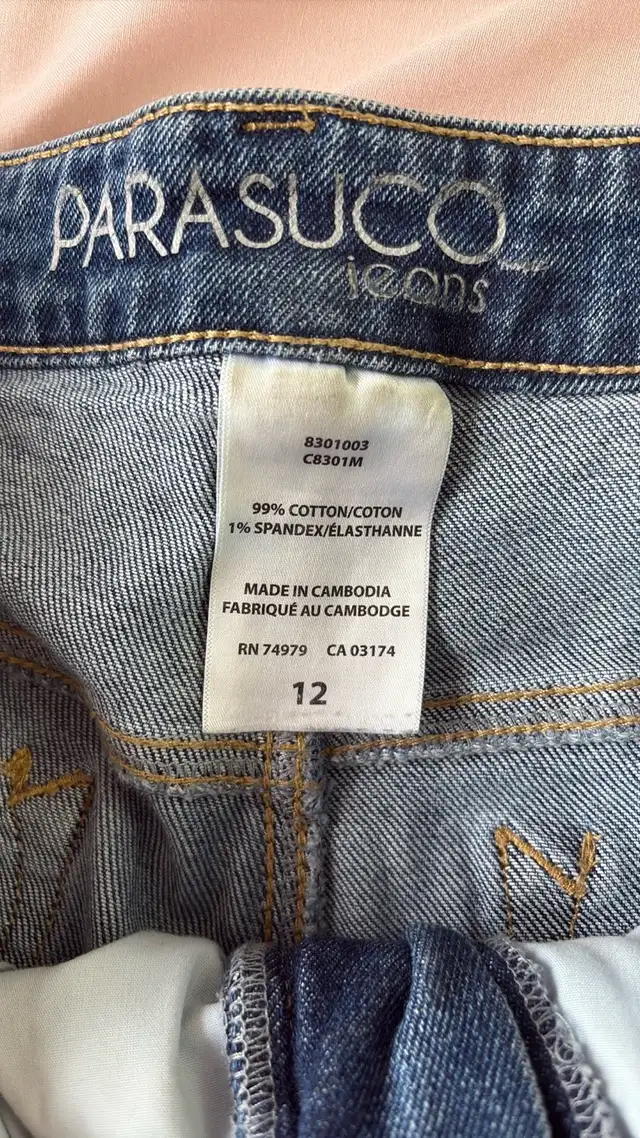 PARASUCO
jeans
8301003
C8301M
99% COTTON/COTON
1% SPANDEX/ÉLASTHANNE
MADE IN CAMBODIA
FABRIQUÉ AU CAMBODGE
RN 74979 CA 03174
12